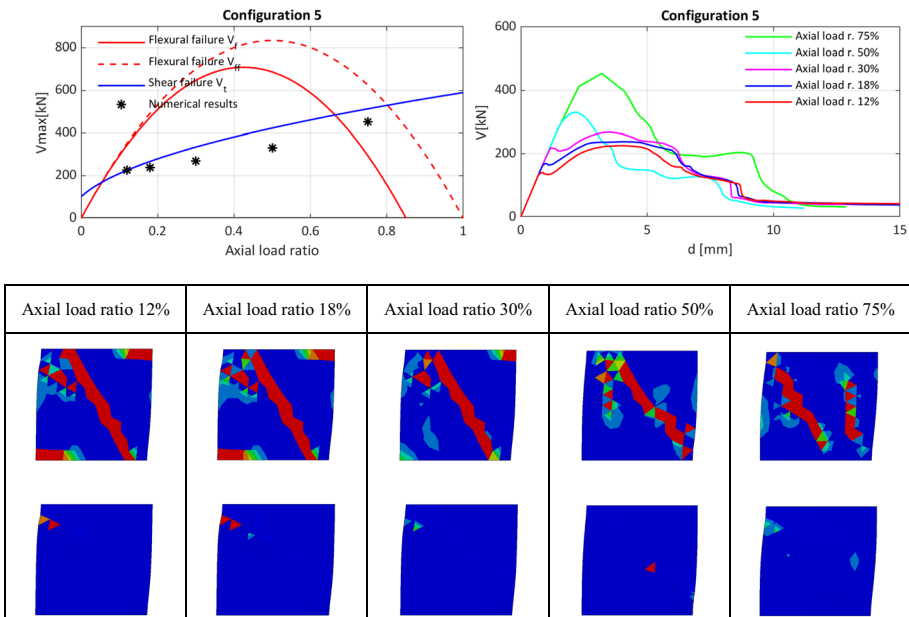 Configuration 5
Vmax[kN]
800
600
400
200
0
0
0.2
0.4
0.6
0.8
1
Axial load ratio
Flexural failure V_f
Flexural failure V_ff
Shear failure V_t
Numerical results
Configuration 5
V[kN]
600
400
200
0
0
5
10
15
d [mm]
Axial load r. 75%
Axial load r. 50%
Axial load r. 30%
Axial load r. 18%
Axial load r. 12%
Axial load ratio 12%
Axial load ratio 18%
Axial load ratio 30%
Axial load ratio 50%
Axial load ratio 75%